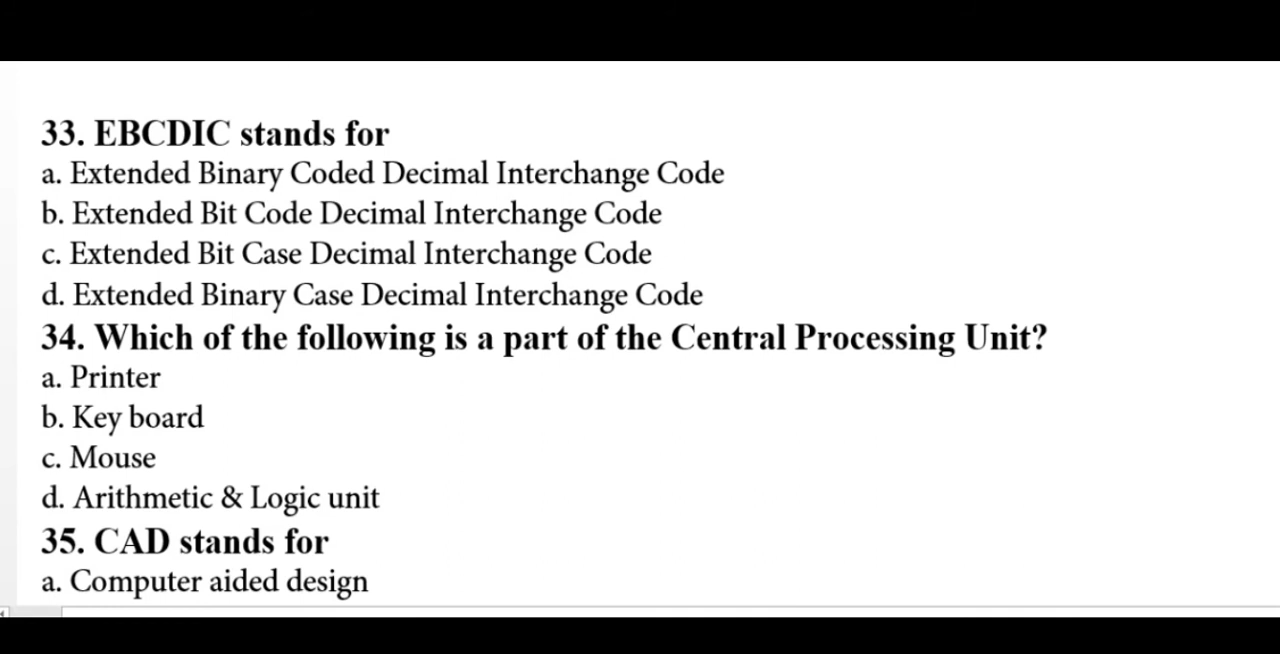 33. EBCDIC stands for
a. Extended Binary Coded Decimal Interchange Code
b. Extended Bit Code Decimal Interchange Code
c. Extended Bit Case Decimal Interchange Code
d. Extended Binary Case Decimal Interchange Code
34. Which of the following is a part of the Central Processing Unit?
a. Printer
b. Key board
c. Mouse
d. Arithmetic & Logic unit
35. CAD stands for
a. Computer aided design